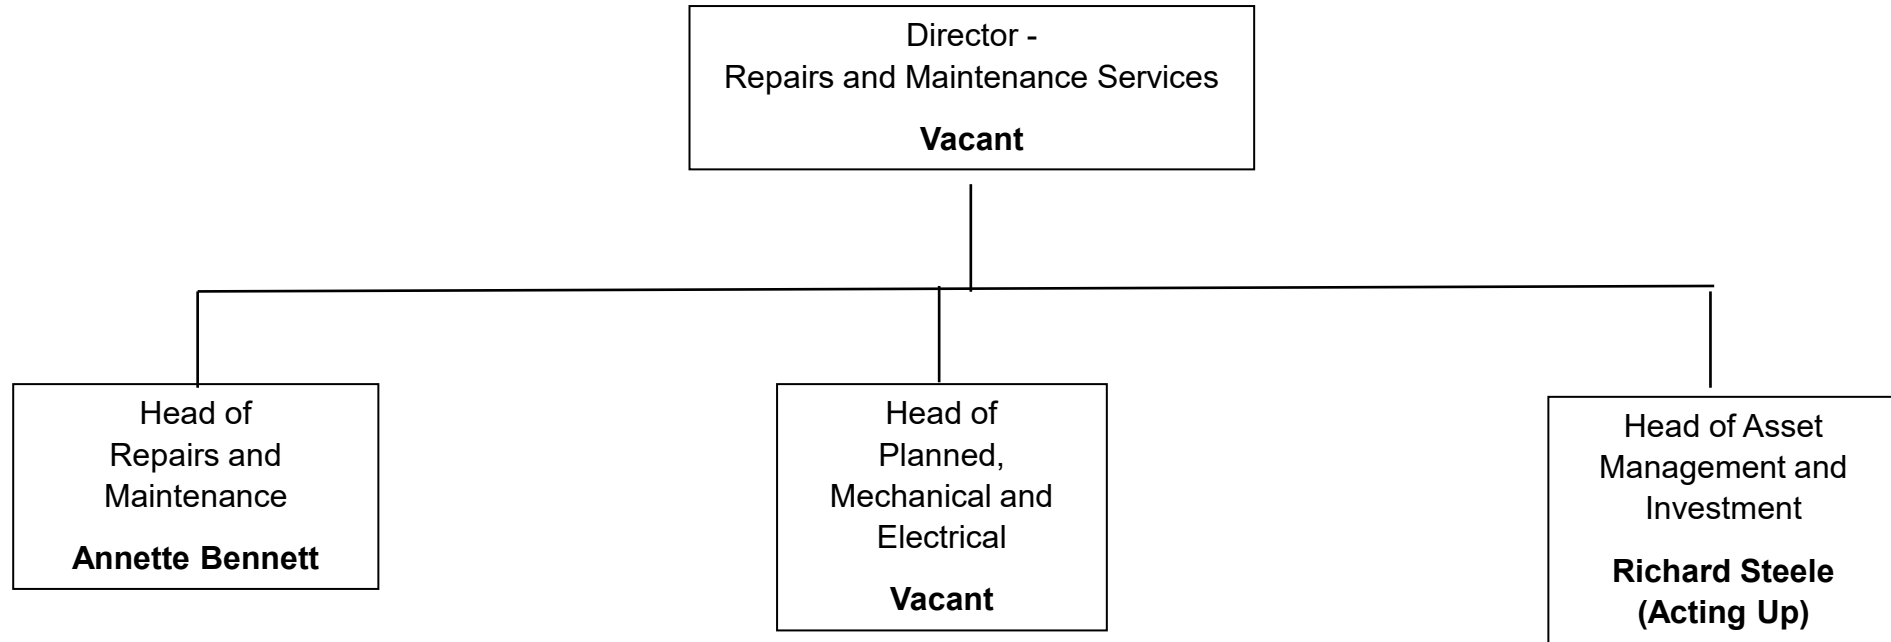 Director -
Repairs and Maintenance Services
Vacant
Head of
Repairs and
Maintenance
Annette Bennett
Head of
Planned,
Mechanical and
Electrical
Vacant
Head of Asset
Management and
Investment
Richard Steele
(Acting Up)